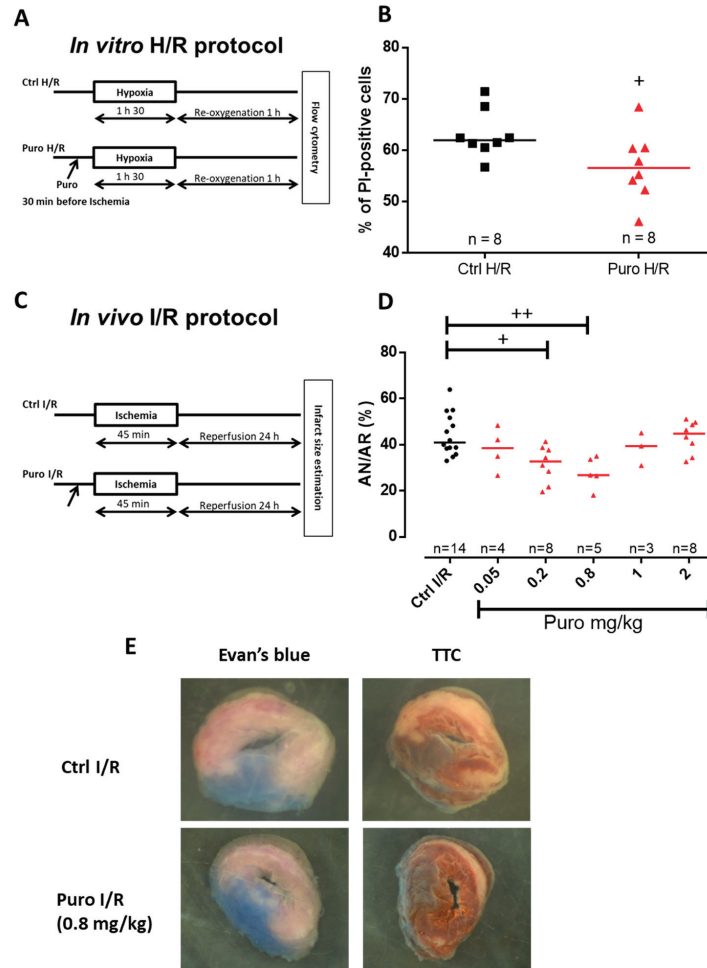 A
In vitro H/R protocol
Ctrl H/R
Hypoxia
1 h 30
Re-oxygenation 1 h
Puro H/R
Hypoxia
Puro
1 h 30
Re-oxygenation 1 h
30 min before Ischemia
Flow cytometry
B
% of PI-positive cells
80
70
60
50
40
+
n = 8
n = 8
Ctrl H/R
Puro H/R
C
In vivo I/R protocol
Ctrl I/R
Ischemia
45 min
Reperfusion 24 h
Puro I/R
Ischemia
45 min
Reperfusion 24 h
Infarct size estimation
D
++
+
AN/AR (%)
80
60
40
20
0
n=14
n=4
n=8
n=5
n=3
n=8
Ctrl I/R
0.05
0.2
0.8
1
2
Puro mg/kg
E
Evan's blue
TTC
Ctrl I/R
Puro I/R
(0.8 mg/kg)